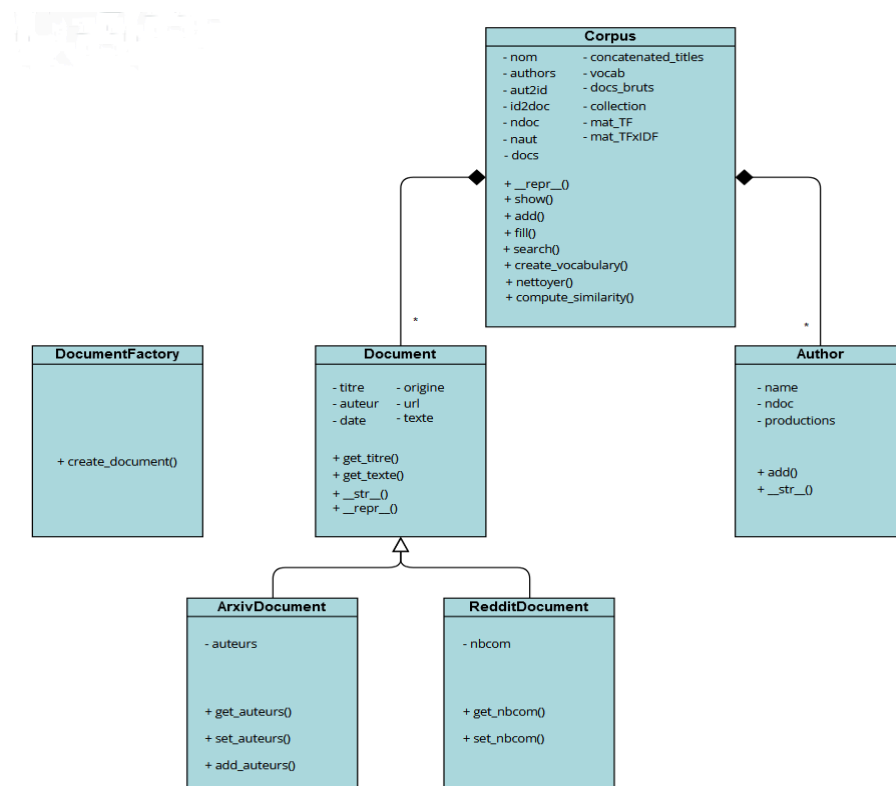 Corpus
- nom
- authors
- aut2id
- id2doc
- ndoc
- naut
- docs
- concatenated_titles
- vocab
- docs_bruts
- collection
- mat_TF
- mat_TFxIDF
+ __repr__()
+ show()
+ add()
+ fill()
+ search()
+ create_vocabulary()
+ nettoyer()
+ compute_similarity()
*
*
DocumentFactory
+ create_document()
Document
- titre
- auteur
- date
- origine
- url
- texte
+ get_titre()
+ get_texte()
+ __str__()
+ __repr__()
Author
- name
- ndoc
- productions
+ add()
+ __str__()
ArxivDocument
- auteurs
+ get_auteurs()
+ set_auteurs()
+ add_auteurs()
RedditDocument
- nbcom
+ get_nbcom()
+ set_nbcom()